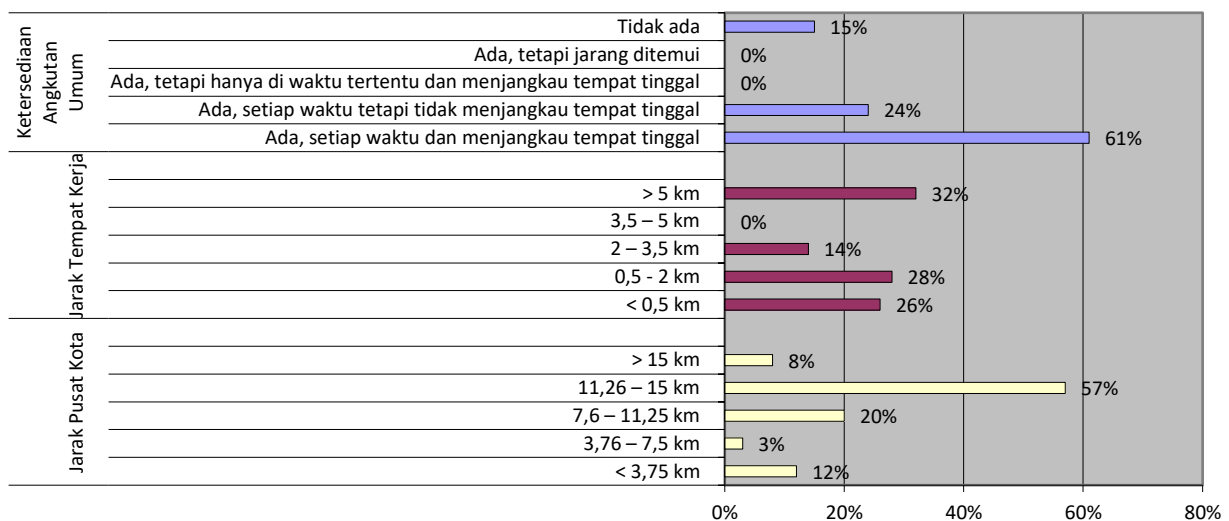 Ketersediaan
Angkutan
Umum
Tidak ada 15%
Ada, tetapi jarang ditemui 0%
Ada, tetapi hanya di waktu tertentu dan menjangkau tempat tinggal 0%
Ada, setiap waktu tetapi tidak menjangkau tempat tinggal 24%
Ada, setiap waktu dan menjangkau tempat tinggal 61%
Jarak Tempat Kerja
> 5 km 32%
3,5 – 5 km 0%
2 – 3,5 km 14%
0,5 - 2 km 28%
< 0,5 km 26%
Jarak Pusat Kota
> 15 km 8%
11,26 – 15 km 57%
7,6 – 11,25 km 20%
3,76 – 7,5 km 3%
< 3,75 km 12%
0% 20% 40% 60% 80%